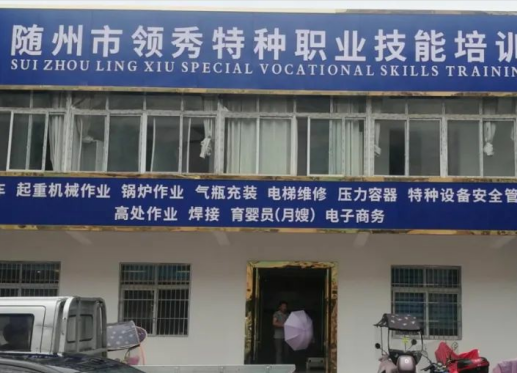 随州市领秀特种职业技能培训
SUI ZHOU LING XIU SPECIAL VOCATIONAL SKILLS TRAININ
车 起重机械作业 锅炉作业 气瓶充装 电梯维修 压力容器 特种设备安全管
高处作业 焊接 育婴员(月嫂) 电子商务